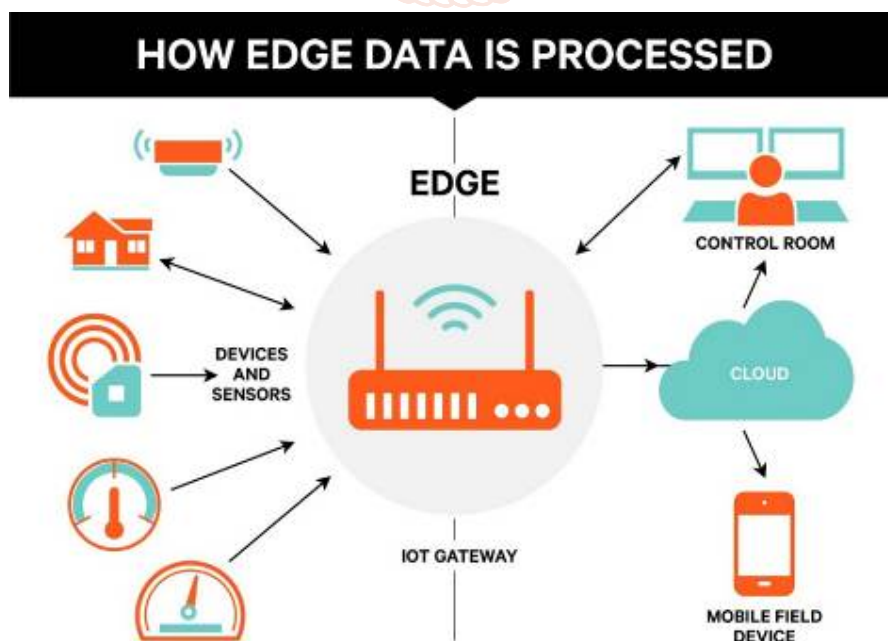 HOW EDGE DATA IS PROCESSED
EDGE
DEVICES
AND
SENSORS
IOT GATEWAY
CONTROL ROOM
CLOUD
MOBILE FIELD
DEVICE